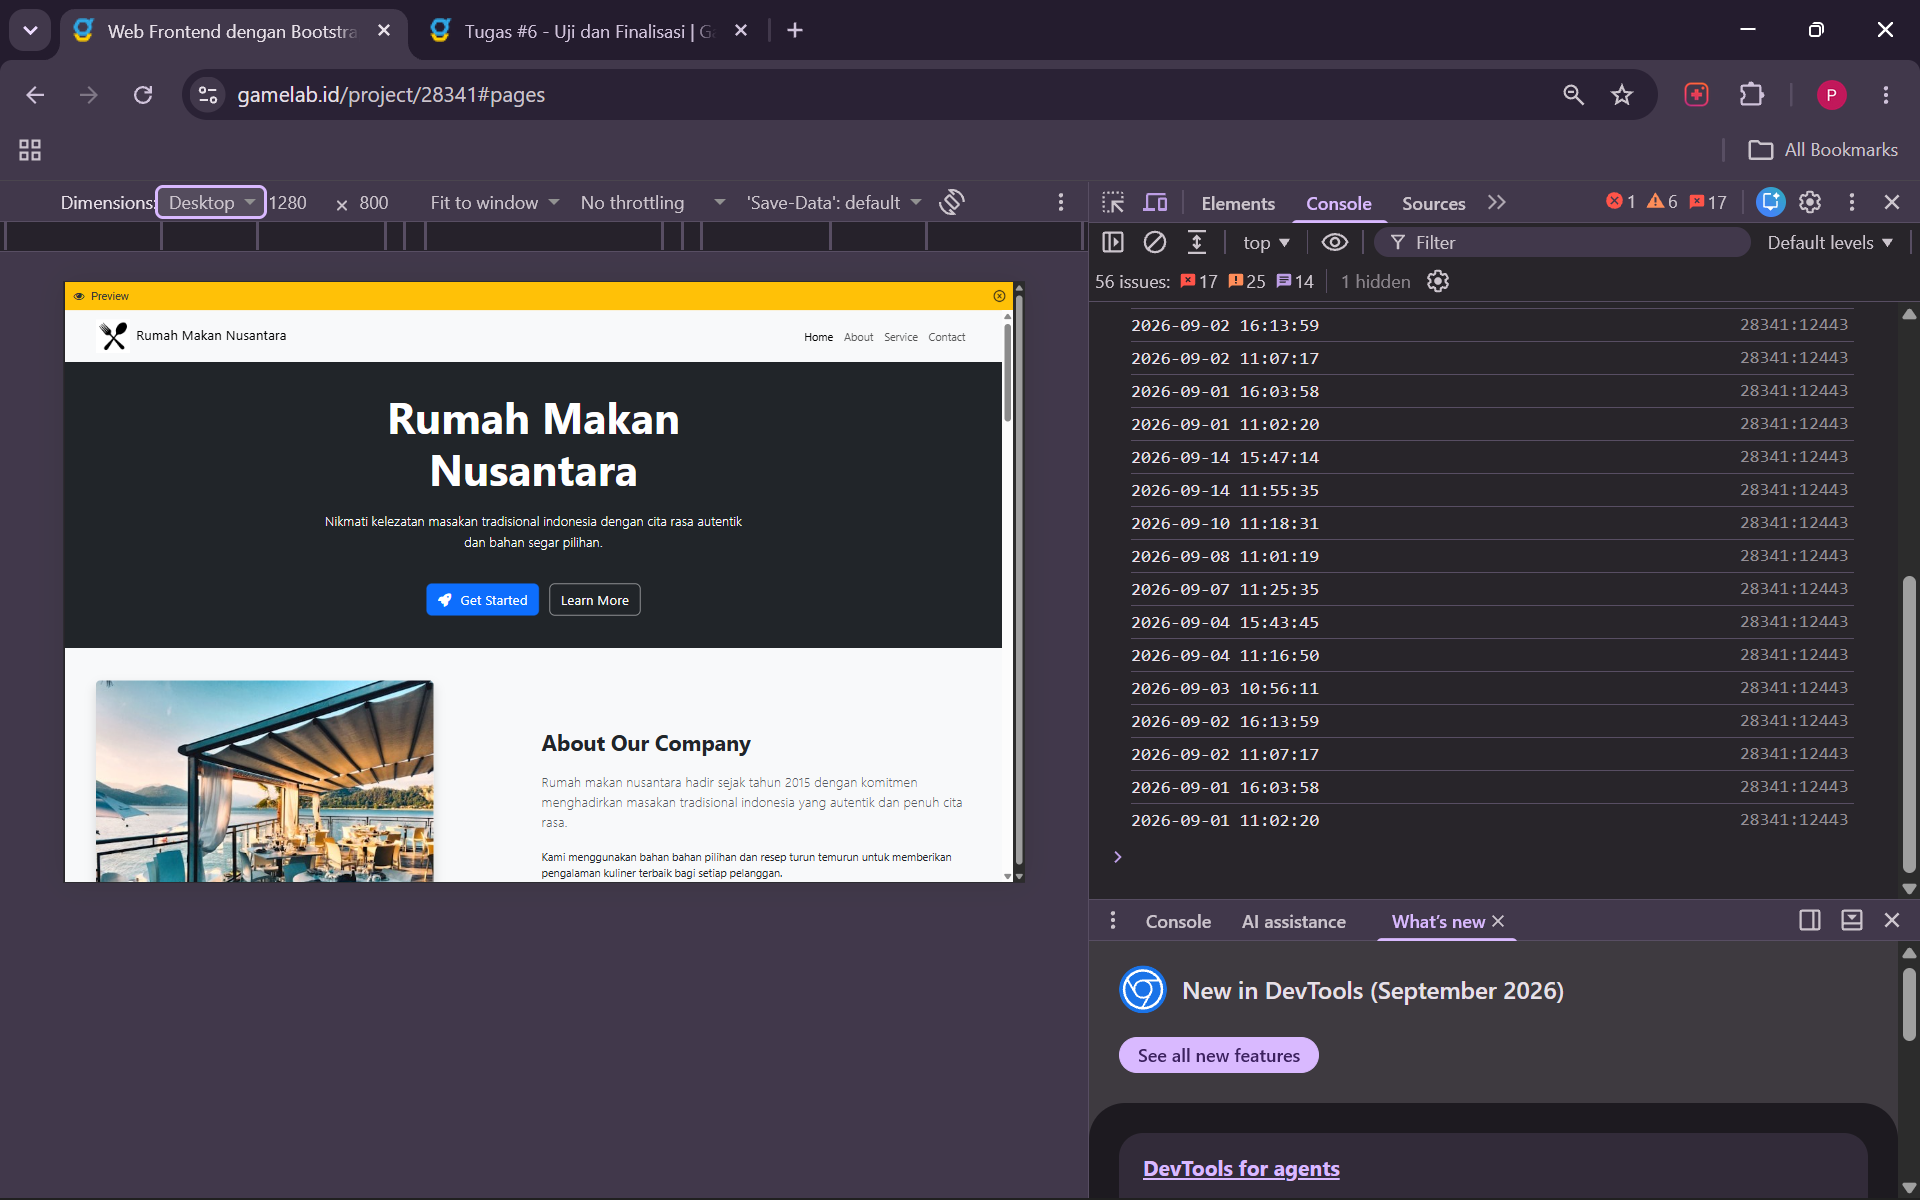 Web Frontend dengan Bootstra
Tugas #6 - Uji dan Finalisasi | Ga
gamelab.id/project/28341#pages
P
All Bookmarks
Dimensions: Desktop 1280 × 800 Fit to window No throttling 'Save-Data': default
Elements Console Sources 1 6 17
top Filter Default levels
56 issues: 17 25 14 1 hidden
Preview
Rumah Makan Nusantara Home About Service Contact
Rumah Makan
Nusantara
Nikmati kelezatan masakan tradisional indonesia dengan cita rasa autentik
dan bahan segar pilihan.
Get Started Learn More
About Our Company
Rumah makan nusantara hadir sejak tahun 2015 dengan komitmen
menghadirkan masakan tradisional indonesia yang autentik dan penuh cita
rasa.
Kami menggunakan bahan bahan pilihan dan resep turun temurun untuk memberikan
pengalaman kuliner terbaik bagi setiap pelanggan.
2026-09-02 16:13:59 28341:12443
2026-09-02 11:07:17 28341:12443
2026-09-01 16:03:58 28341:12443
2026-09-01 11:02:20 28341:12443
2026-09-14 15:47:14 28341:12443
2026-09-14 11:55:35 28341:12443
2026-09-10 11:18:31 28341:12443
2026-09-08 11:01:19 28341:12443
2026-09-07 11:25:35 28341:12443
2026-09-04 15:43:45 28341:12443
2026-09-04 11:16:50 28341:12443
2026-09-03 10:56:11 28341:12443
2026-09-02 16:13:59 28341:12443
2026-09-02 11:07:17 28341:12443
2026-09-01 16:03:58 28341:12443
2026-09-01 11:02:20 28341:12443
Console AI assistance What's new
New in DevTools (September 2026)
See all new features
DevTools for agents